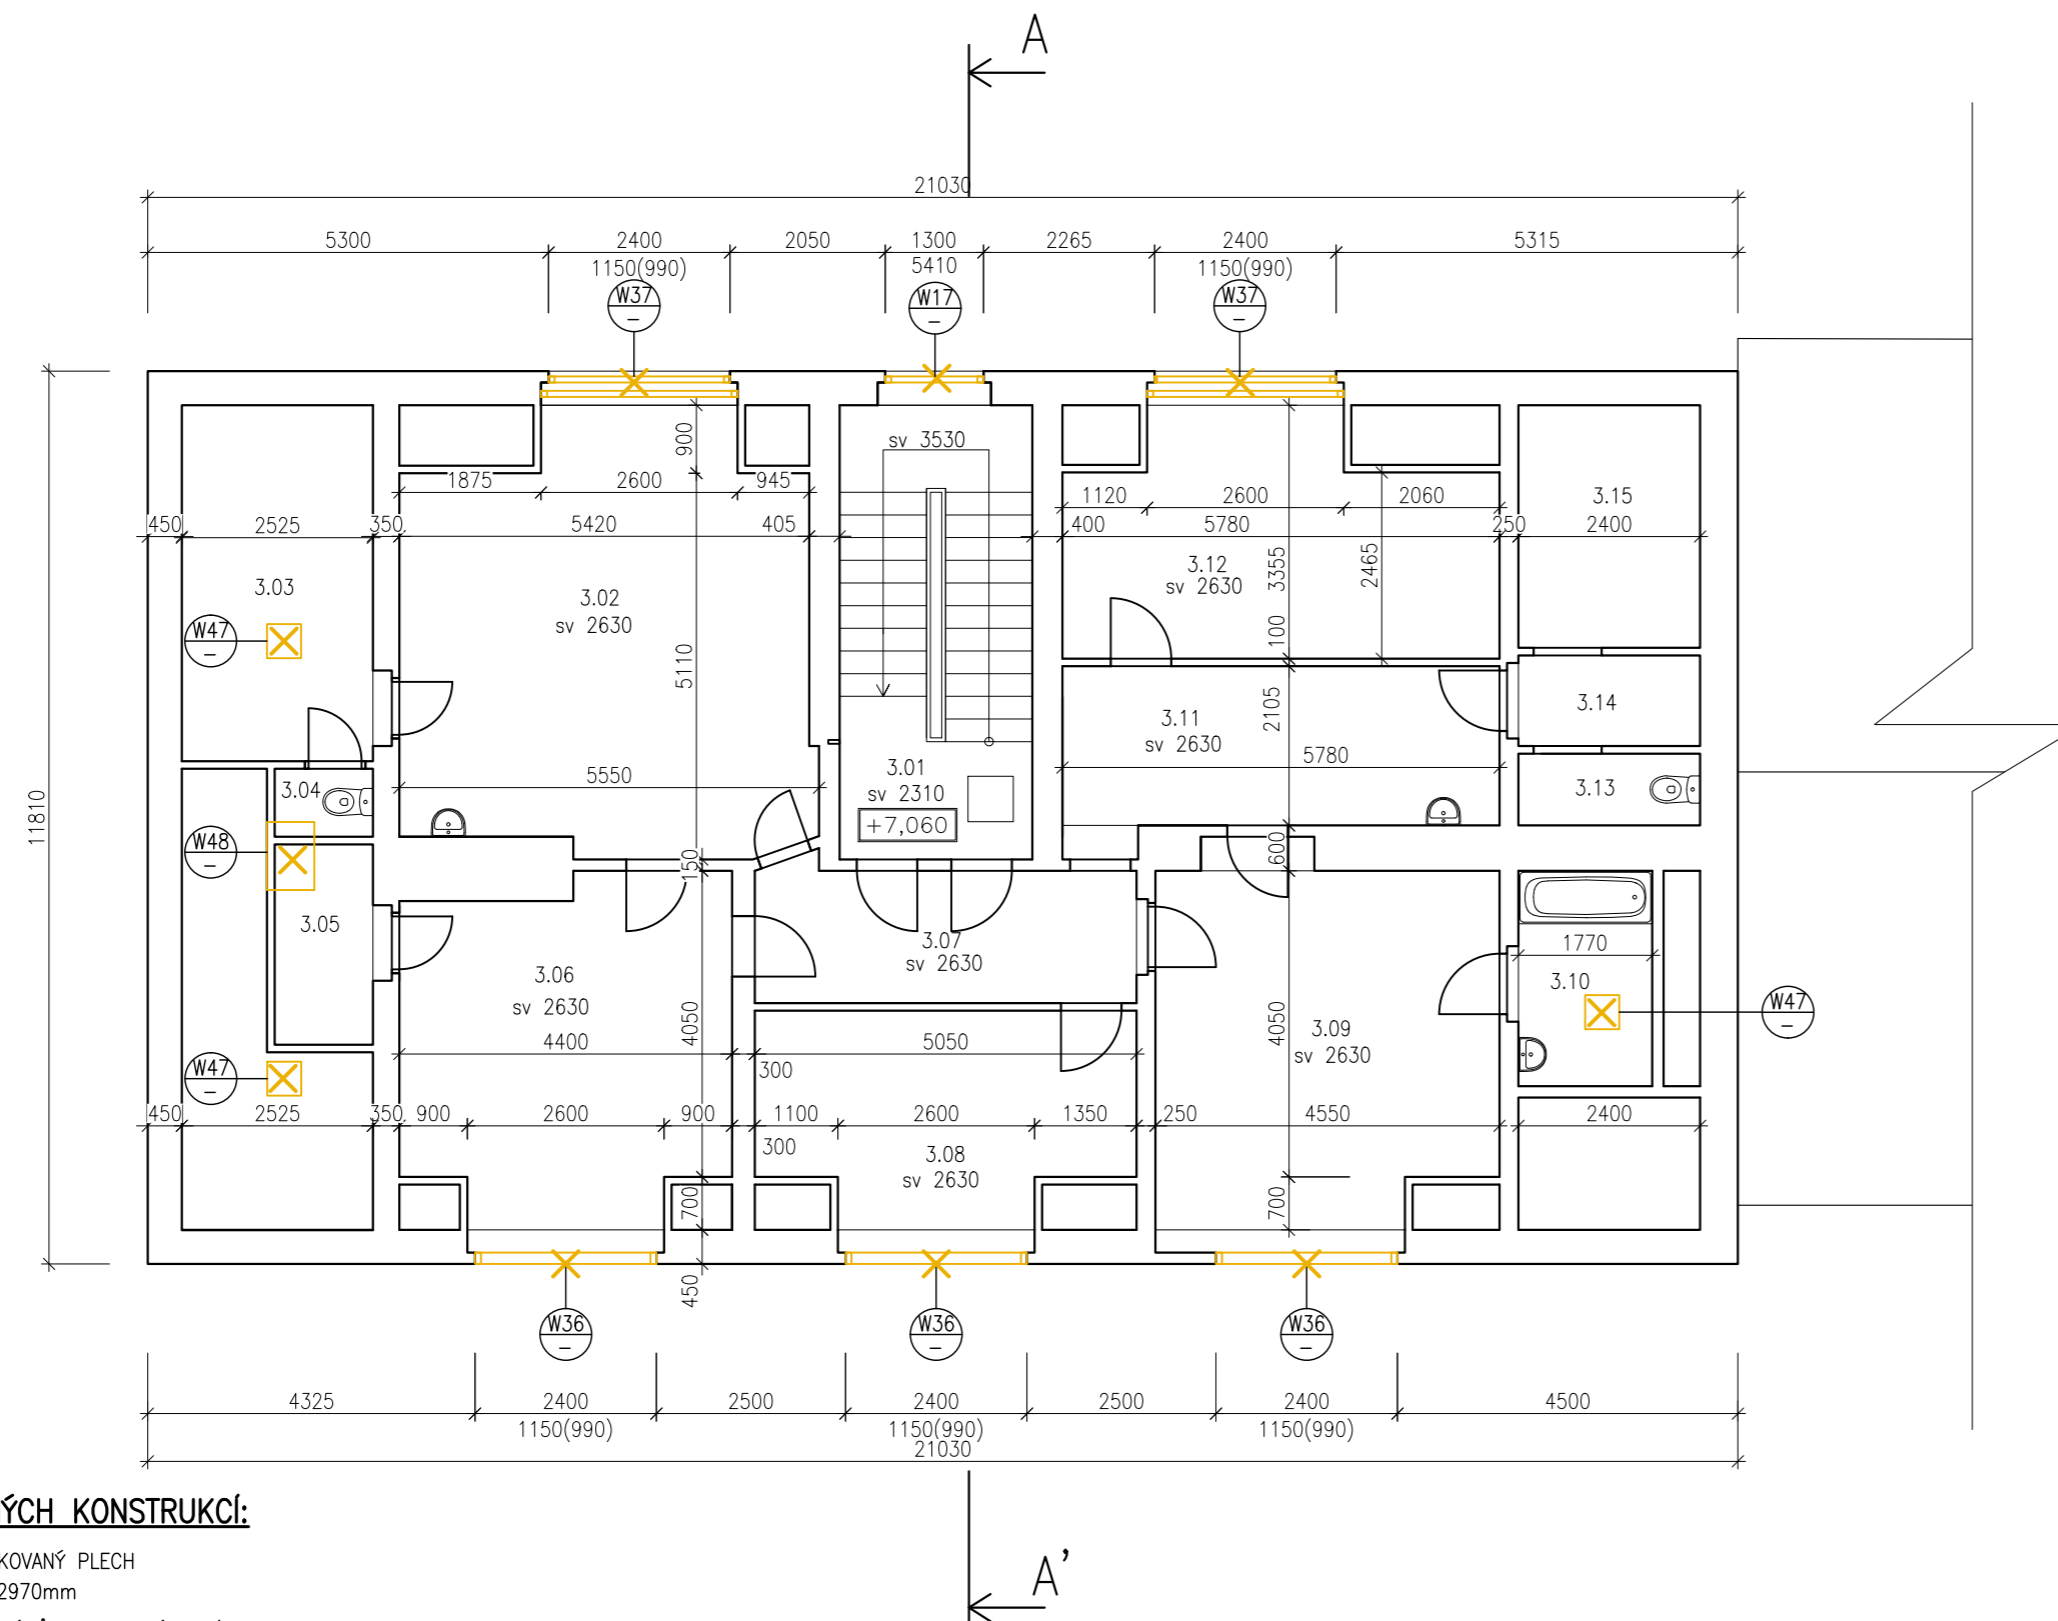 A
21030
5300 2400 2050 1300 2265 2400 5315
1150(990) 5410 1150(990)
W37 W17 W37
– – –
sv 3530
900
1875 2600 945
1120 2600 2060
3.15
450 2525 350 5420 405 400 5780 250 2400
3.03
3.02
sv 2630
3.12
sv 2630
3355
2465
100
W47
–
5110
3.11
sv 2630
2105
3.14
5780
5550
3.01
sv 2310
+7,060
3.04
3.13
11810
W48
–
150
600
3.05
3.07
sv 2630
1770
3.10
3.06
sv 2630
W47
–
4050
4400
5050
3.09
sv 2630
4050
300
W47
–
450 2525 350 900 2600 900 1100 2600 1350 250 4550 2400
300
3.08
sv 2630
700
700
450
W36 W36 W36
– – –
4325 2400 2500 2400 2500 2400 4500
1150(990) 1150(990) 1150(990)
21030
ÝCH KONSTRUKCÍ:
KOVANÝ PLECH
2970mm
A'